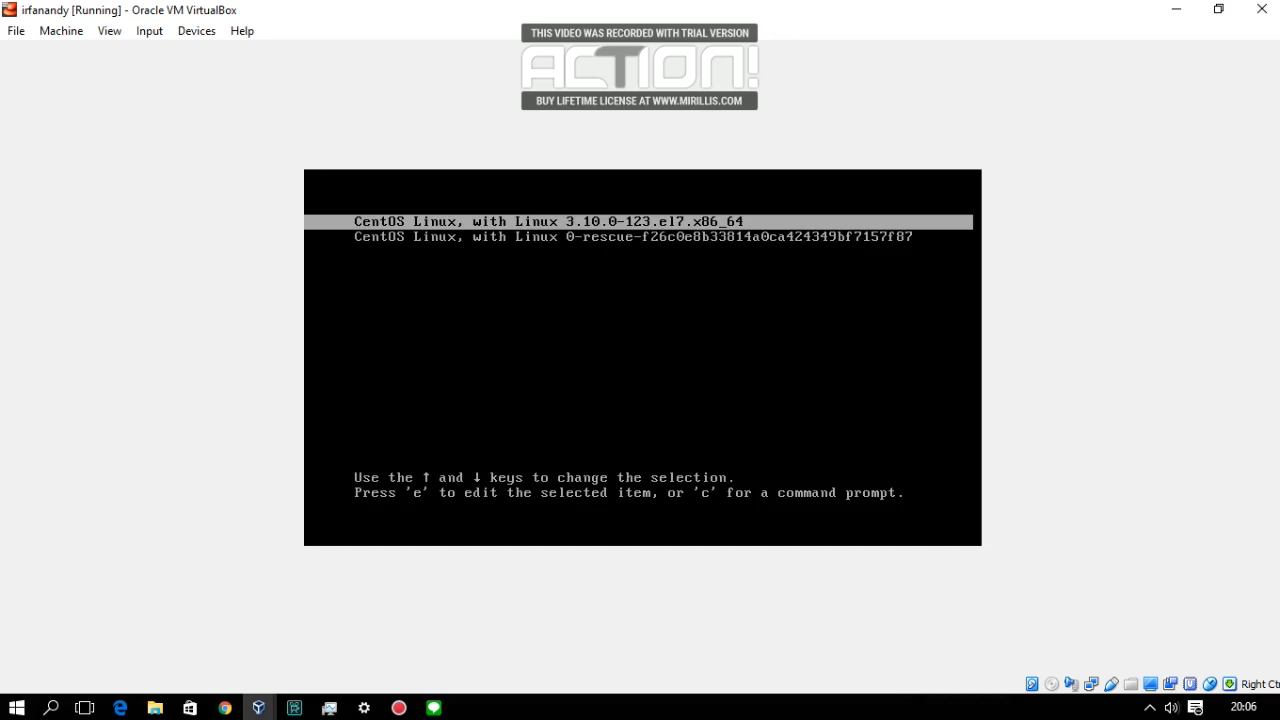 irfanandy [Running] - Oracle VM VirtualBox
File Machine View Input Devices Help
THIS VIDEO WAS RECORDED WITH TRIAL VERSION
ACTION!
BUY LIFETIME LICENSE AT WWW.MIRILLIS.COM
CentOS Linux, with Linux 3.10.0-123.el7.x86_64
CentOS Linux, with Linux 0-rescue-f26c0e8b33814a0ca424349bf7157f87
Use the ↑ and ↓ keys to change the selection.
Press 'e' to edit the selected item, or 'c' for a command prompt.
Right Ct
20:06